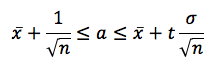 x̄ + 1/√n ≤ a ≤ x̄ + t σ/√n